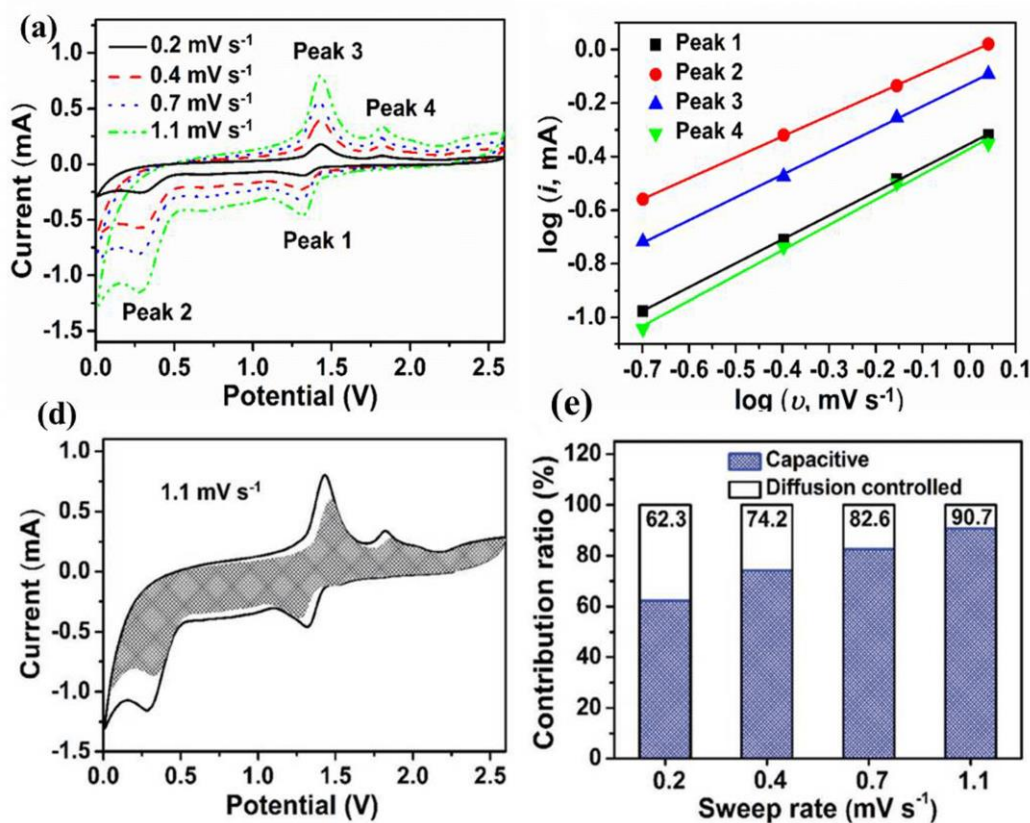 (a)
1.0
0.5
0.0
-0.5
-1.0
-1.5
Current (mA)
0.2 mV s⁻¹
0.4 mV s⁻¹
0.7 mV s⁻¹
1.1 mV s⁻¹
Peak 3
Peak 4
Peak 1
Peak 2
0.0 0.5 1.0 1.5 2.0 2.5
Potential (V)
0.0
-0.2
-0.4
-0.6
-0.8
-1.0
log (i, mA)
Peak 1
Peak 2
Peak 3
Peak 4
-0.7 -0.6 -0.5 -0.4 -0.3 -0.2 -0.1 0.0 0.1
log (υ, mV s⁻¹)
(d)
1.0
0.5
0.0
-0.5
-1.0
-1.5
Current (mA)
1.1 mV s⁻¹
0.0 0.5 1.0 1.5 2.0 2.5
Potential (V)
(e)
120
100
80
60
40
20
0
Contribution ratio (%)
Capacitive
Diffusion controlled
62.3 74.2 82.6 90.7
0.2 0.4 0.7 1.1
Sweep rate (mV s⁻¹)